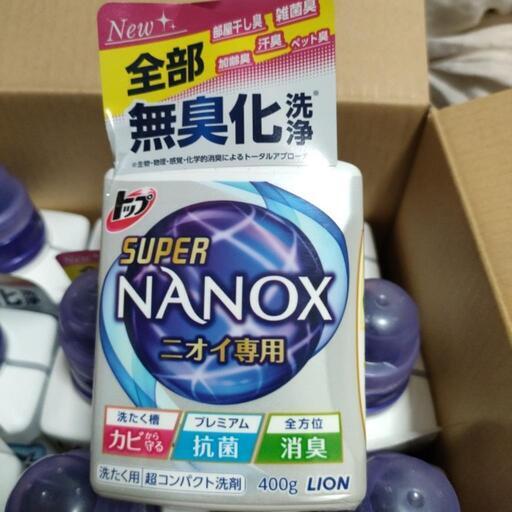 New
部屋干し臭
雑菌臭
加齢臭
汗臭
ペット臭
全部
無臭化洗浄※
※生物・物理・感覚・化学的消臭によるトータルアプローチ
トップ
SUPER
NANOX
ニオイ専用
洗たく槽
カビから守る
プレミアム
抗菌
全方位
消臭
洗たく用
超コンパクト洗剤
400g
LION
New